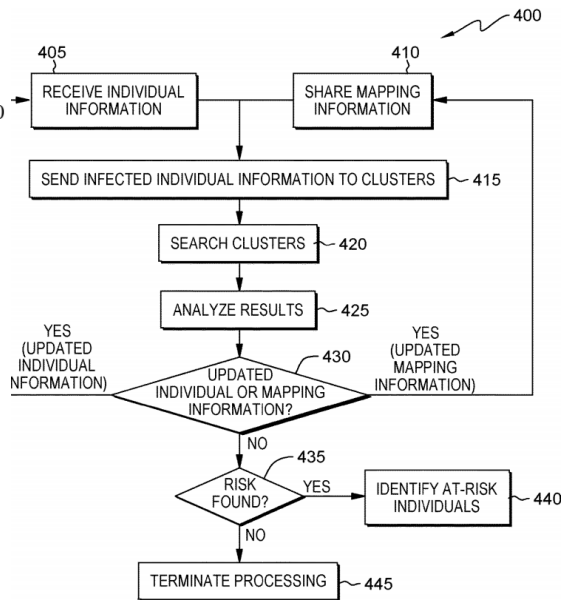 400
405
410
RECEIVE INDIVIDUAL
INFORMATION
SHARE MAPPING
INFORMATION
0
SEND INFECTED INDIVIDUAL INFORMATION TO CLUSTERS
415
SEARCH CLUSTERS
420
ANALYZE RESULTS
425
YES
(UPDATED
INDIVIDUAL
NFORMATION)
430
YES
(UPDATED
MAPPING
INFORMATION)
UPDATED
INDIVIDUAL OR MAPPING
INFORMATION?
NO
435
RISK
FOUND?
YES
IDENTIFY AT-RISK
INDIVIDUALS
440
NO
TERMINATE PROCESSING
445